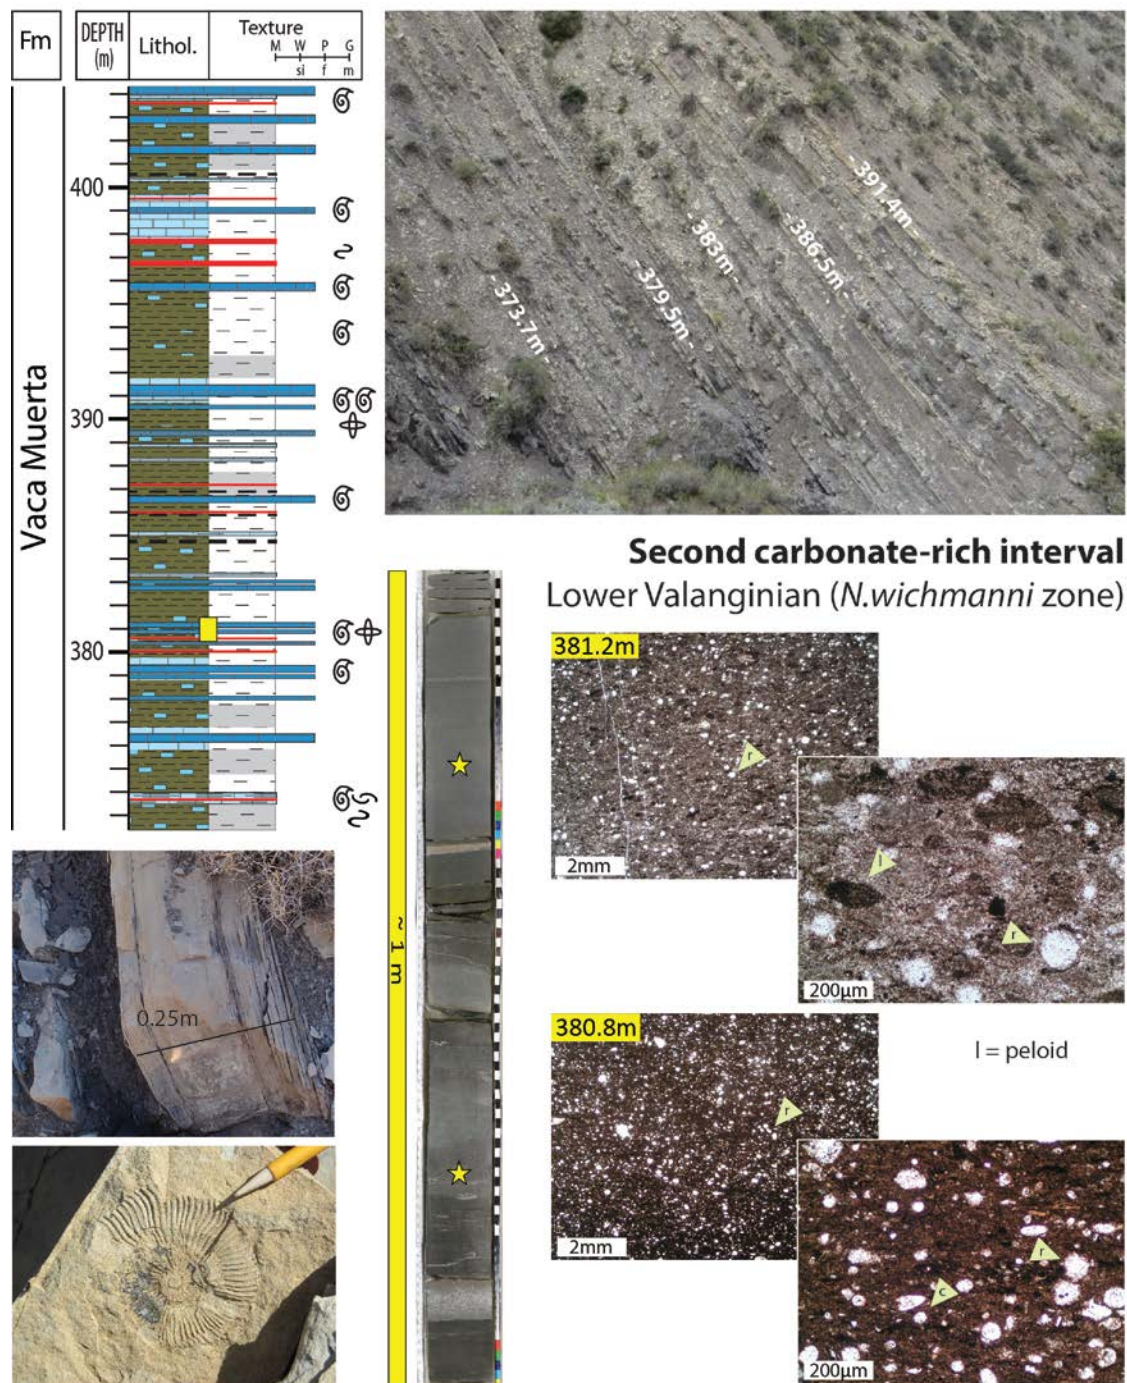 Fm
DEPTH
(m)
Lithol.
Texture
M W P G
si f m
Vaca Muerta
400
390
380
-373.7m-
-379.5m-
-383m-
-386.5m-
-391.4m-
Second carbonate-rich interval
Lower Valanginian (N.wichmanni zone)
~ 1 m
381.2m
r
2mm
l
r
200µm
380.8m
r
2mm
l = peloid
r
c
200µm
0.25m